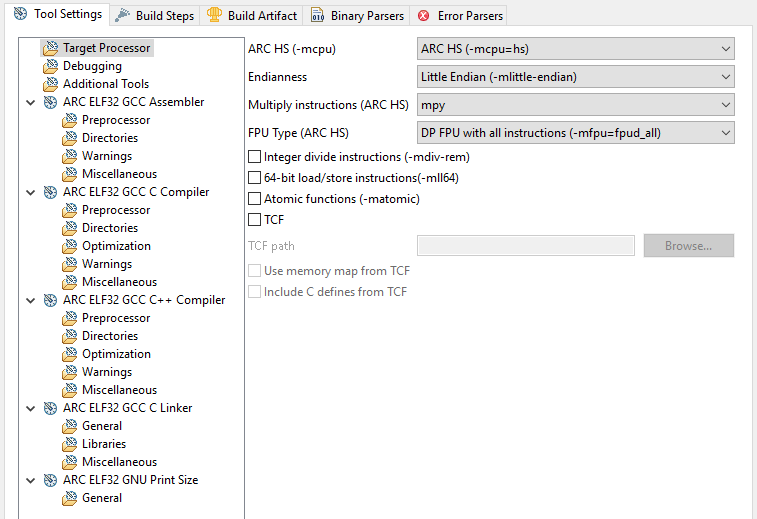 Tool Settings
Build Steps
Build Artifact
Binary Parsers
Error Parsers
Target Processor
Debugging
Additional Tools
ARC ELF32 GCC Assembler
Preprocessor
Directories
Warnings
Miscellaneous
ARC ELF32 GCC C Compiler
Preprocessor
Directories
Optimization
Warnings
Miscellaneous
ARC ELF32 GCC C++ Compiler
Preprocessor
Directories
Optimization
Warnings
Miscellaneous
ARC ELF32 GCC C Linker
General
Libraries
Miscellaneous
ARC ELF32 GNU Print Size
General
ARC HS (-mcpu)
ARC HS (-mcpu=hs)
Endianness
Little Endian (-mlittle-endian)
Multiply instructions (ARC HS)
mpy
FPU Type (ARC HS)
DP FPU with all instructions (-mfpu=fpud_all)
Integer divide instructions (-mdiv-rem)
64-bit load/store instructions(-mll64)
Atomic functions (-matomic)
TCF
TCF path
Browse...
Use memory map from TCF
Include C defines from TCF